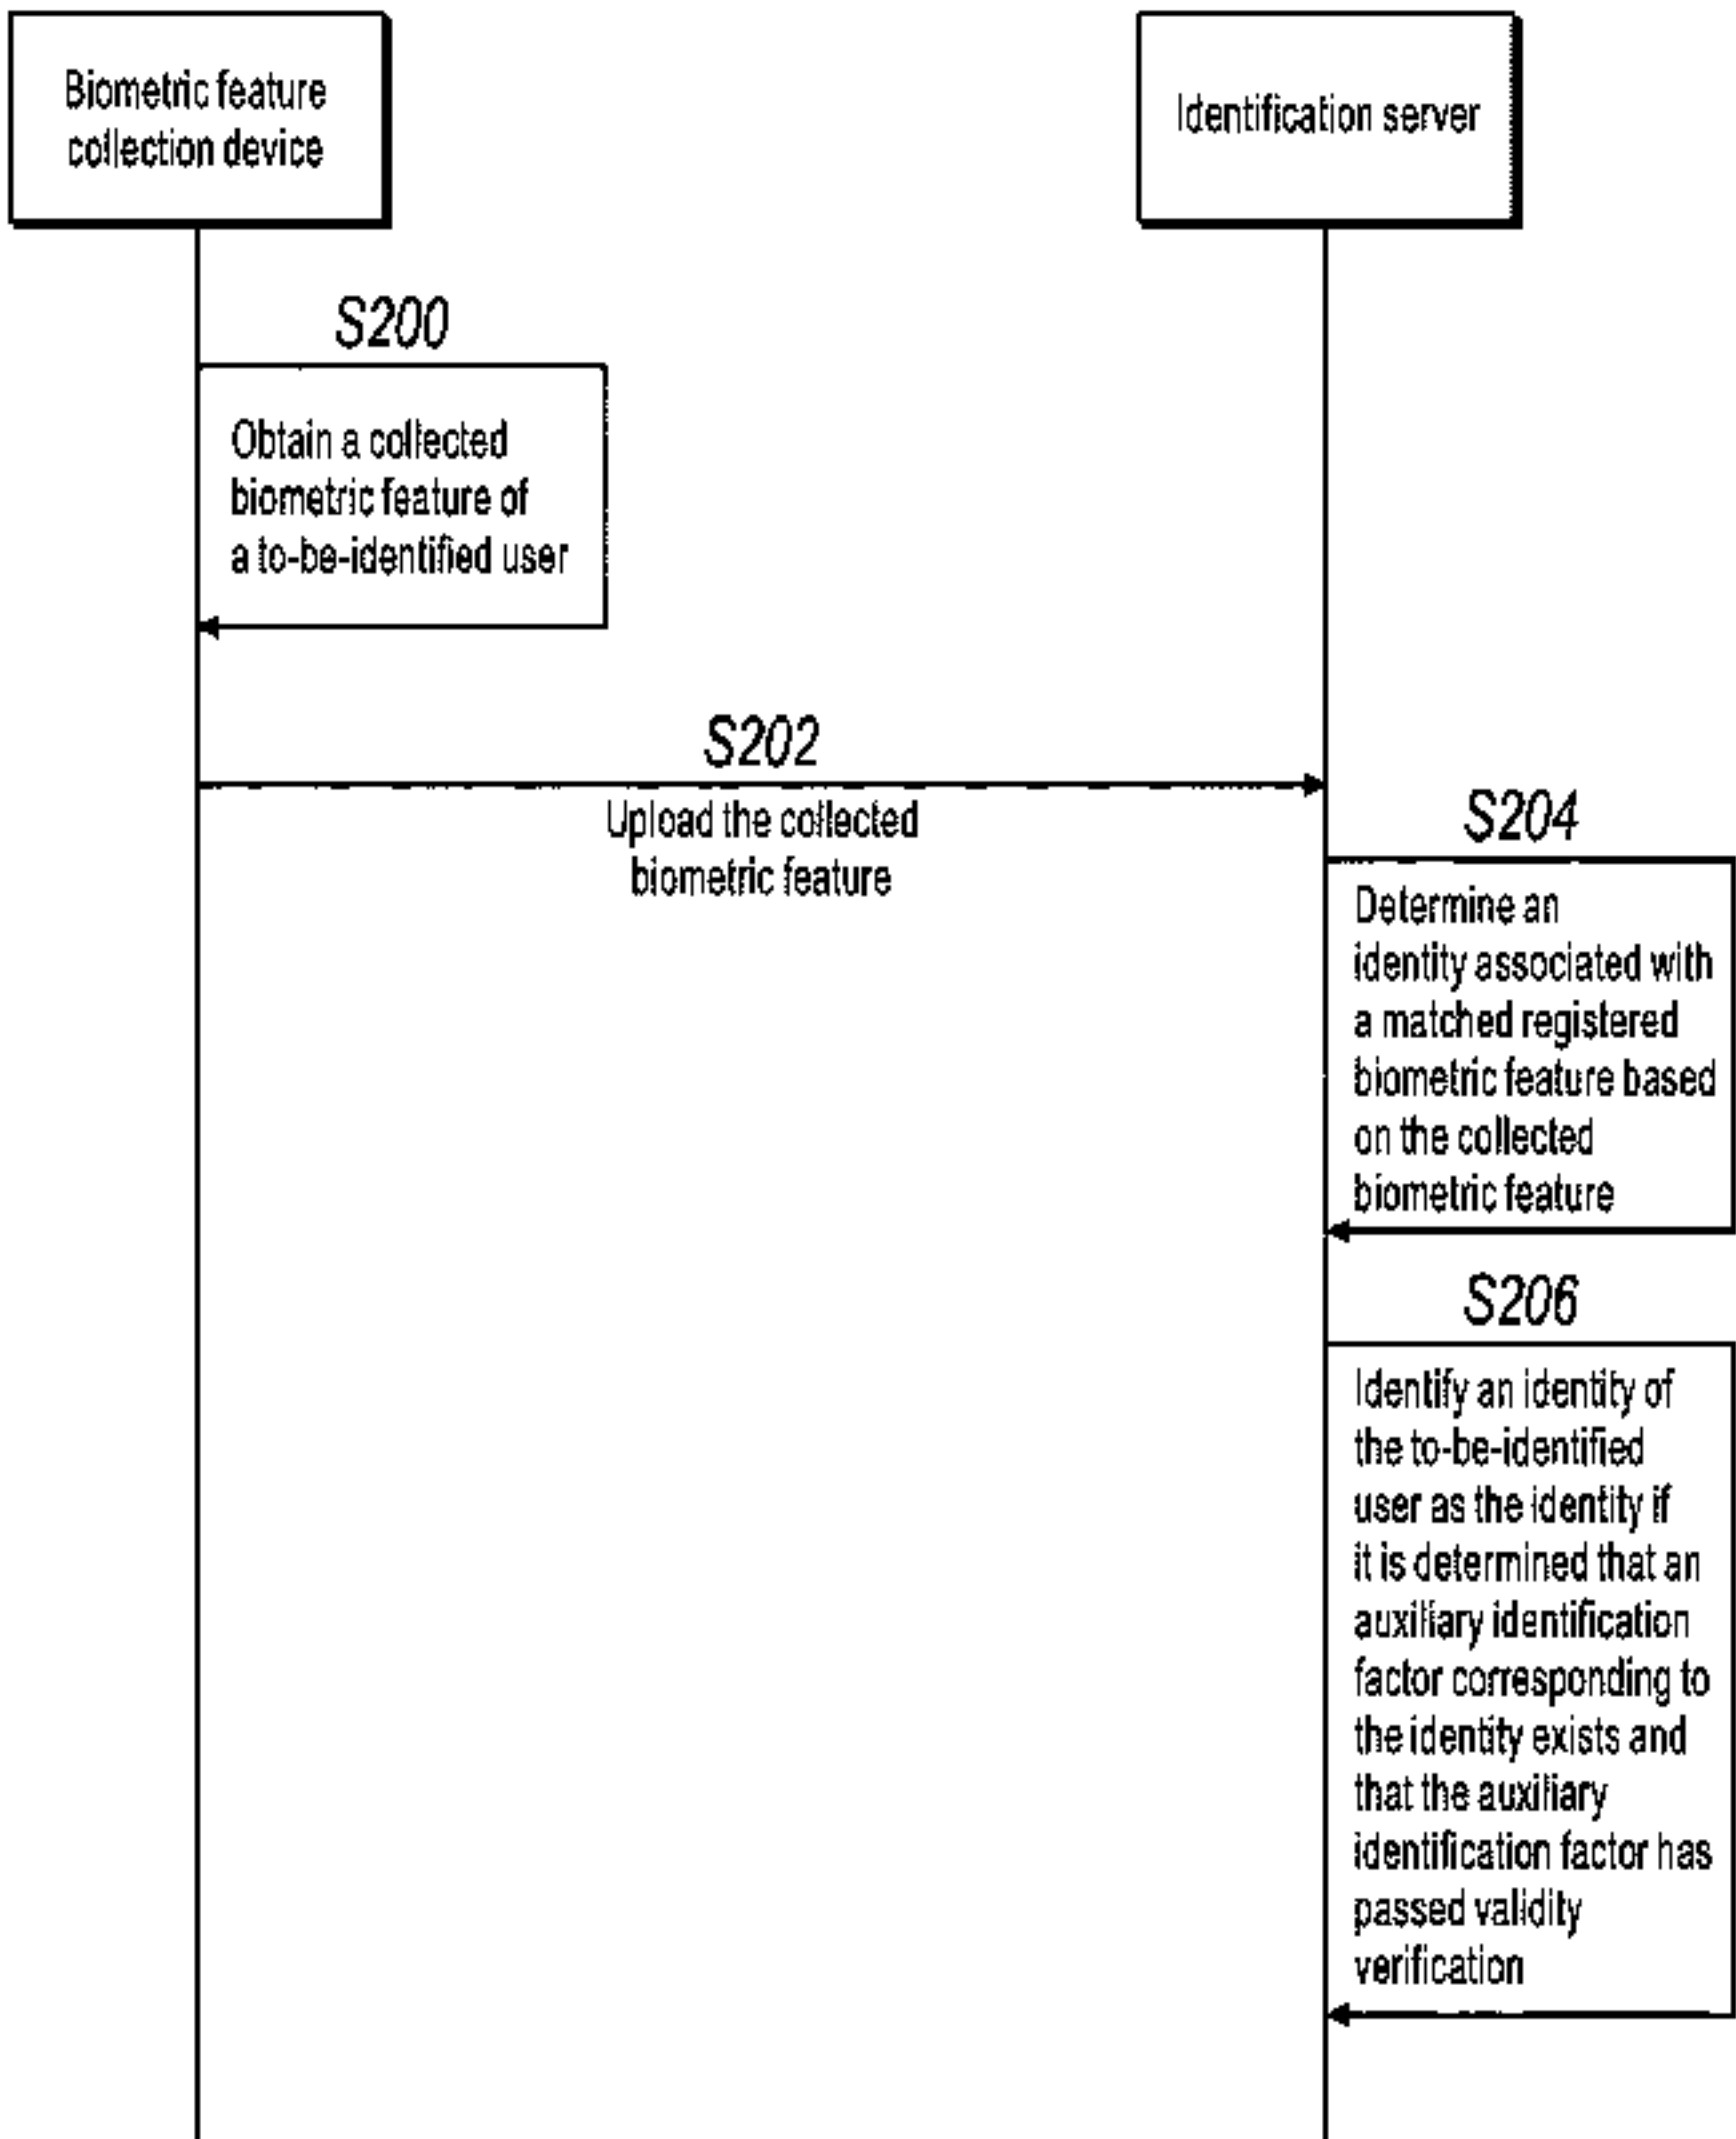 Biometric feature
collection device
Identification server
S200
Obtain a collected
biometric feature of
a to-be-identified user
S202
Upload the collected
biometric feature
S204
Determine an
identity associated with
a matched registered
biometric feature based
on the collected
biometric feature
S206
Identify an identity of
the to-be-identified
user as the identity if
it is determined that an
auxiliary identification
factor corresponding to
the identity exists and
that the auxiliary
identification factor has
passed validity
verification